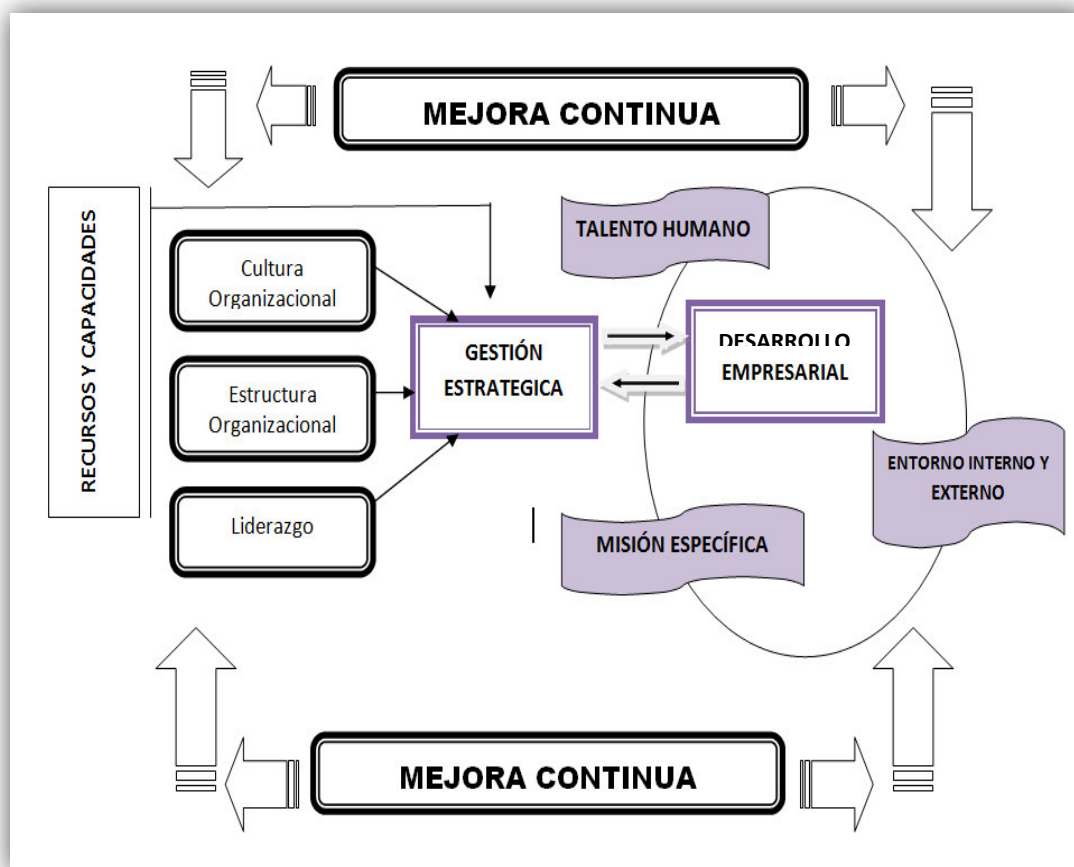 MEJORA CONTINUA
RECURSOS Y CAPACIDADES
TALENTO HUMANO
Cultura
Organizacional
GESTIÓN
ESTRATEGICA
DESARROLLO
EMPRESARIAL
Estructura
Organizacional
ENTORNO INTERNO Y
EXTERNO
Liderazgo
MISIÓN ESPECÍFICA
MEJORA CONTINUA